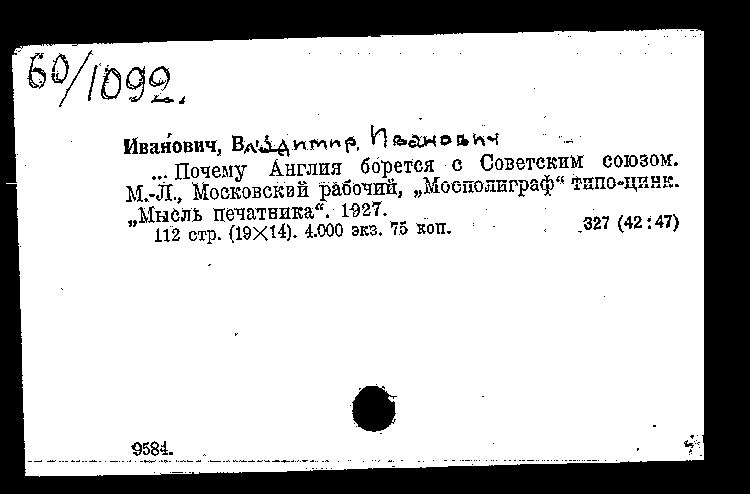 60/1092.
Иванович, Владимир Иванович
... Почему Англия борется с Советским союзом.
М.-Л., Московский рабочий, „Мосполиграф“ типо-цинк.
„Мысль печатника“. 1927.
112 стр. (19×14). 4.000 экз. 75 коп. 327 (42:47)
9584.